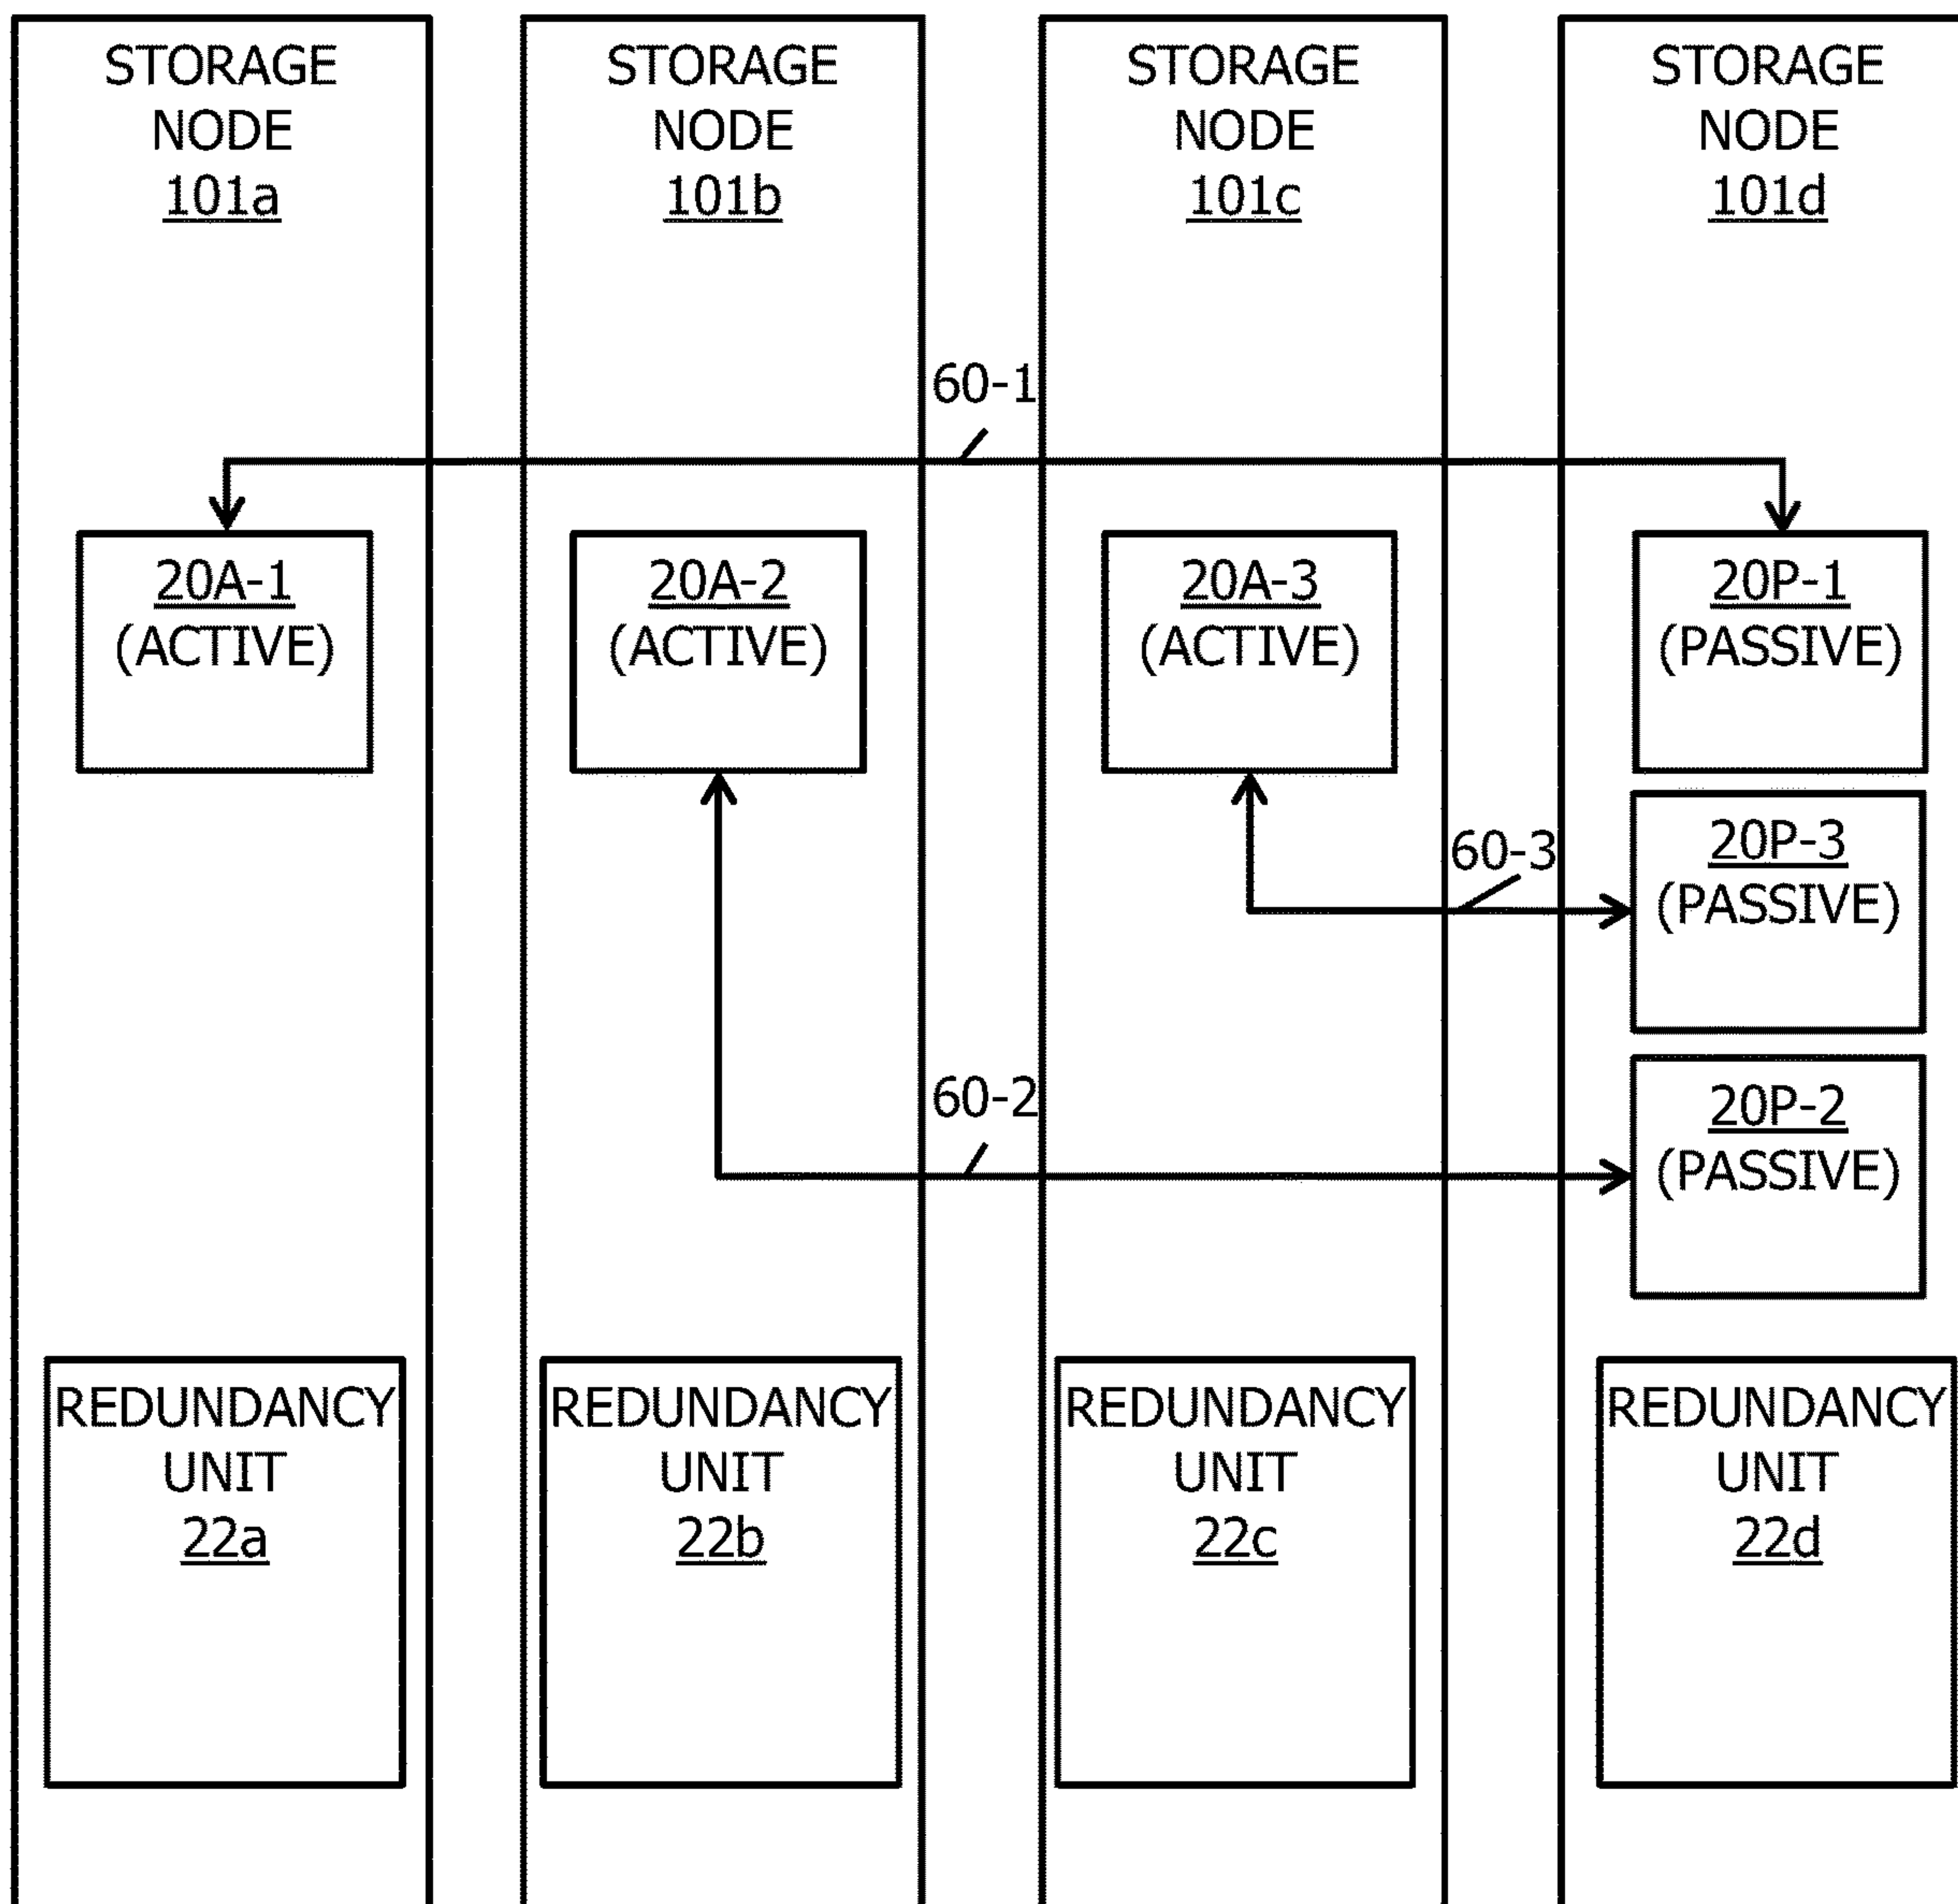 STORAGE
NODE
101a
STORAGE
NODE
101b
STORAGE
NODE
101c
STORAGE
NODE
101d
60-1
20A-1
(ACTIVE)
20A-2
(ACTIVE)
20A-3
(ACTIVE)
20P-1
(PASSIVE)
60-3
20P-3
(PASSIVE)
60-2
20P-2
(PASSIVE)
REDUNDANCY
UNIT
22a
REDUNDANCY
UNIT
22b
REDUNDANCY
UNIT
22c
REDUNDANCY
UNIT
22d